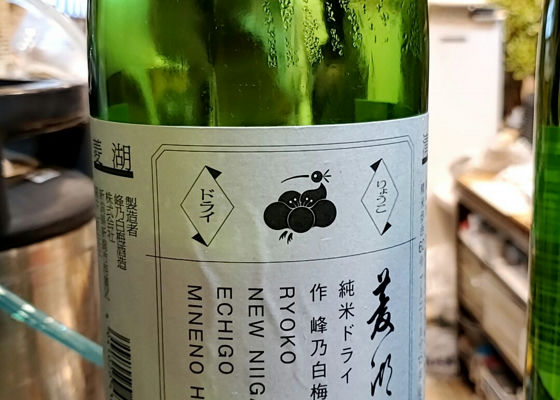 菱湖
ドライ
りょうこ
菱湖
純米ドライ
作 峰乃白梅
RYOKO
NEW NIIG
ECHIGO
MINENO H
製造者
峰乃白梅酒造
株式会社